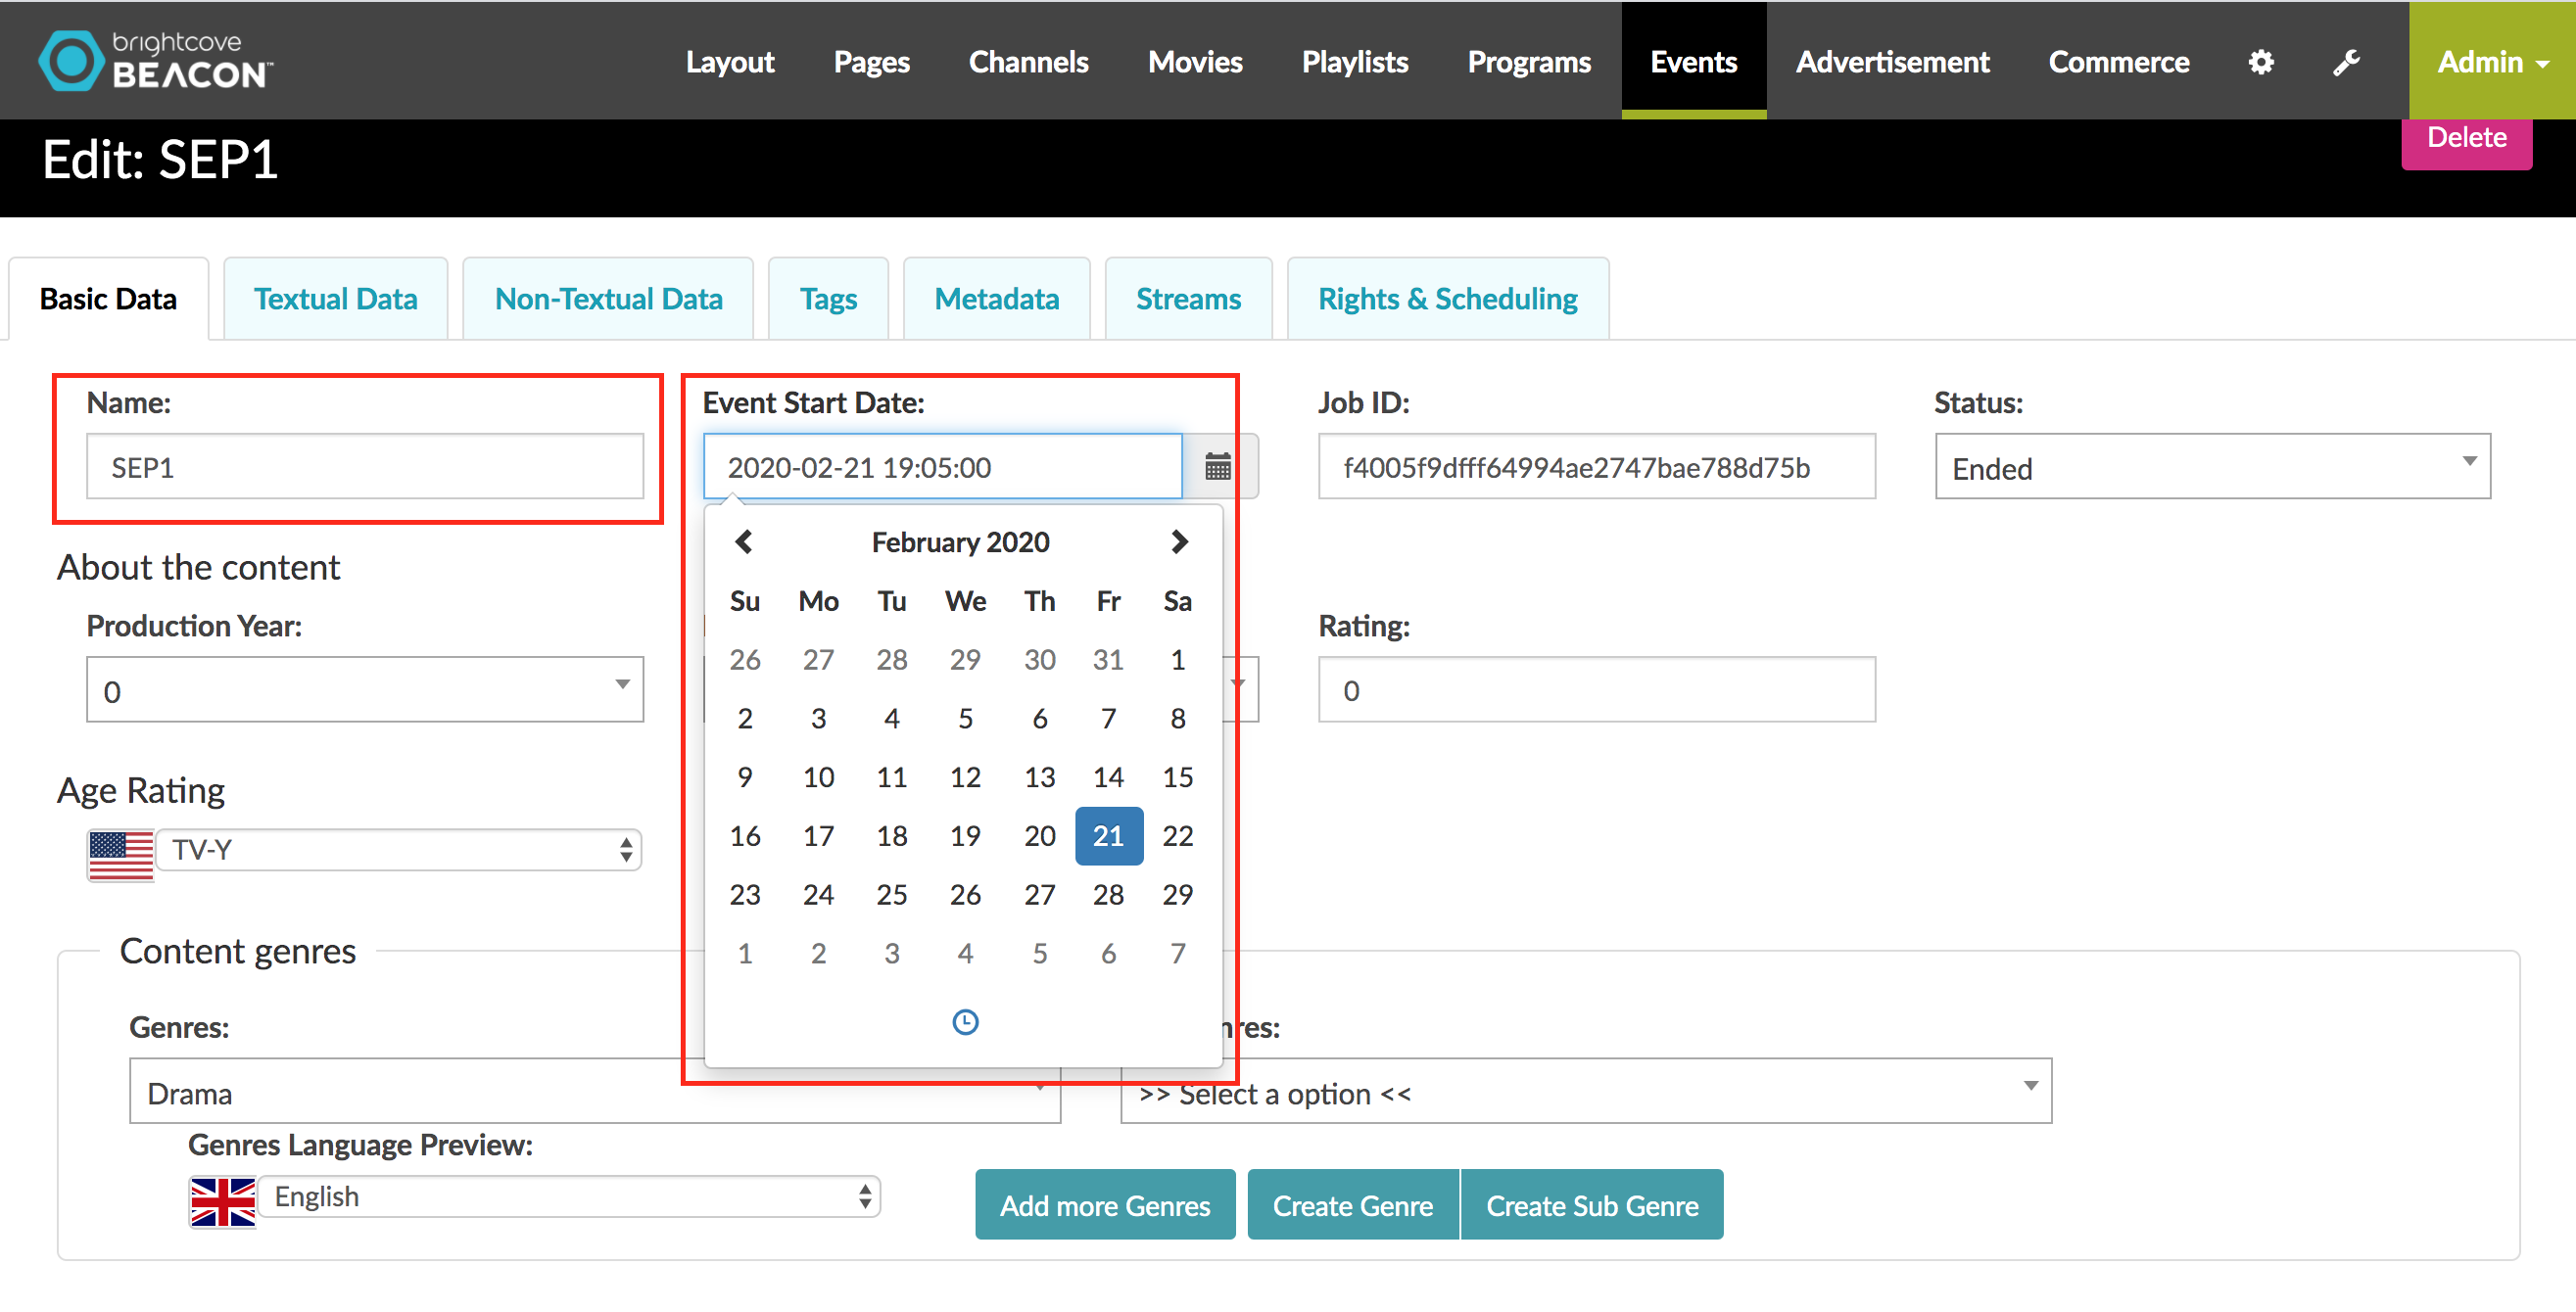 brightcove
BEACON™
Layout Pages Channels Movies Playlists Programs Events Advertisement Commerce Admin
Edit: SEP1
Delete
Basic Data Textual Data Non-Textual Data Tags Metadata Streams Rights & Scheduling
Name: Event Start Date: Job ID: Status:
SEP1 2020-02-21 19:05:00 f4005f9dfff64994ae2747bae788d75b Ended
February 2020
About the content
Su Mo Tu We Th Fr Sa
Production Year: Rating:
26 27 28 29 30 31 1
0 0
2 3 4 5 6 7 8
9 10 11 12 13 14 15
Age Rating
16 17 18 19 20 21 22
TV-Y
23 24 25 26 27 28 29
Content genres
1 2 3 4 5 6 7
Genres: nres:
Drama >> Select a option <<
Genres Language Preview:
English
Add more Genres Create Genre Create Sub Genre